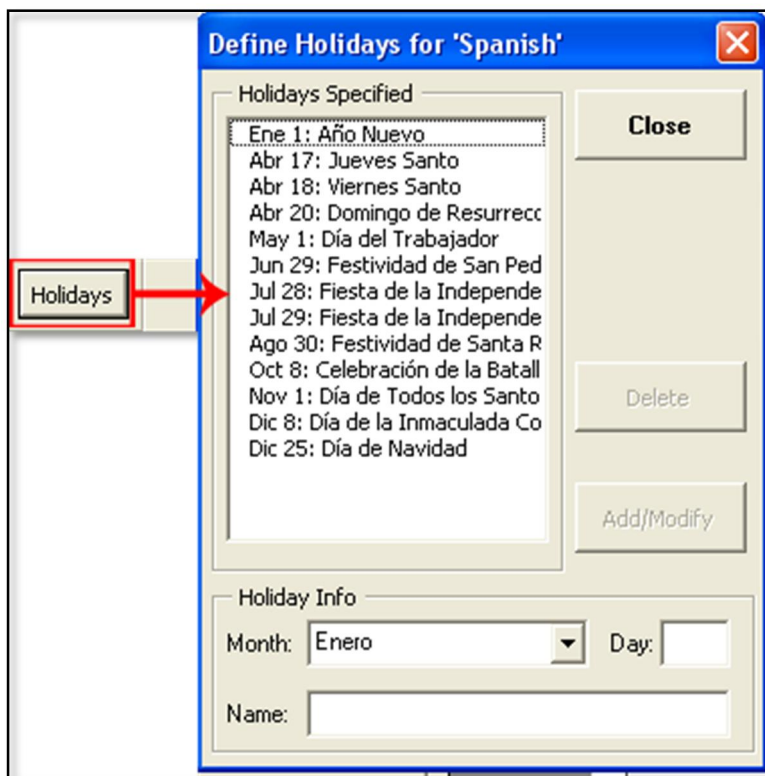 Define Holidays for 'Spanish'
Holidays Specified
Close
Ene 1: Año Nuevo
Abr 17: Jueves Santo
Abr 18: Viernes Santo
Abr 20: Domingo de Resurrecc
May 1: Día del Trabajador
Jun 29: Festividad de San Ped
Holidays
Jul 28: Fiesta de la Independe
Jul 29: Fiesta de la Independe
Ago 30: Festividad de Santa R
Oct 8: Celebración de la Batall
Nov 1: Día de Todos los Santo
Dic 8: Día de la Inmaculada Co
Dic 25: Día de Navidad
Delete
Add/Modify
Holiday Info
Month: Enero Day:
Name: